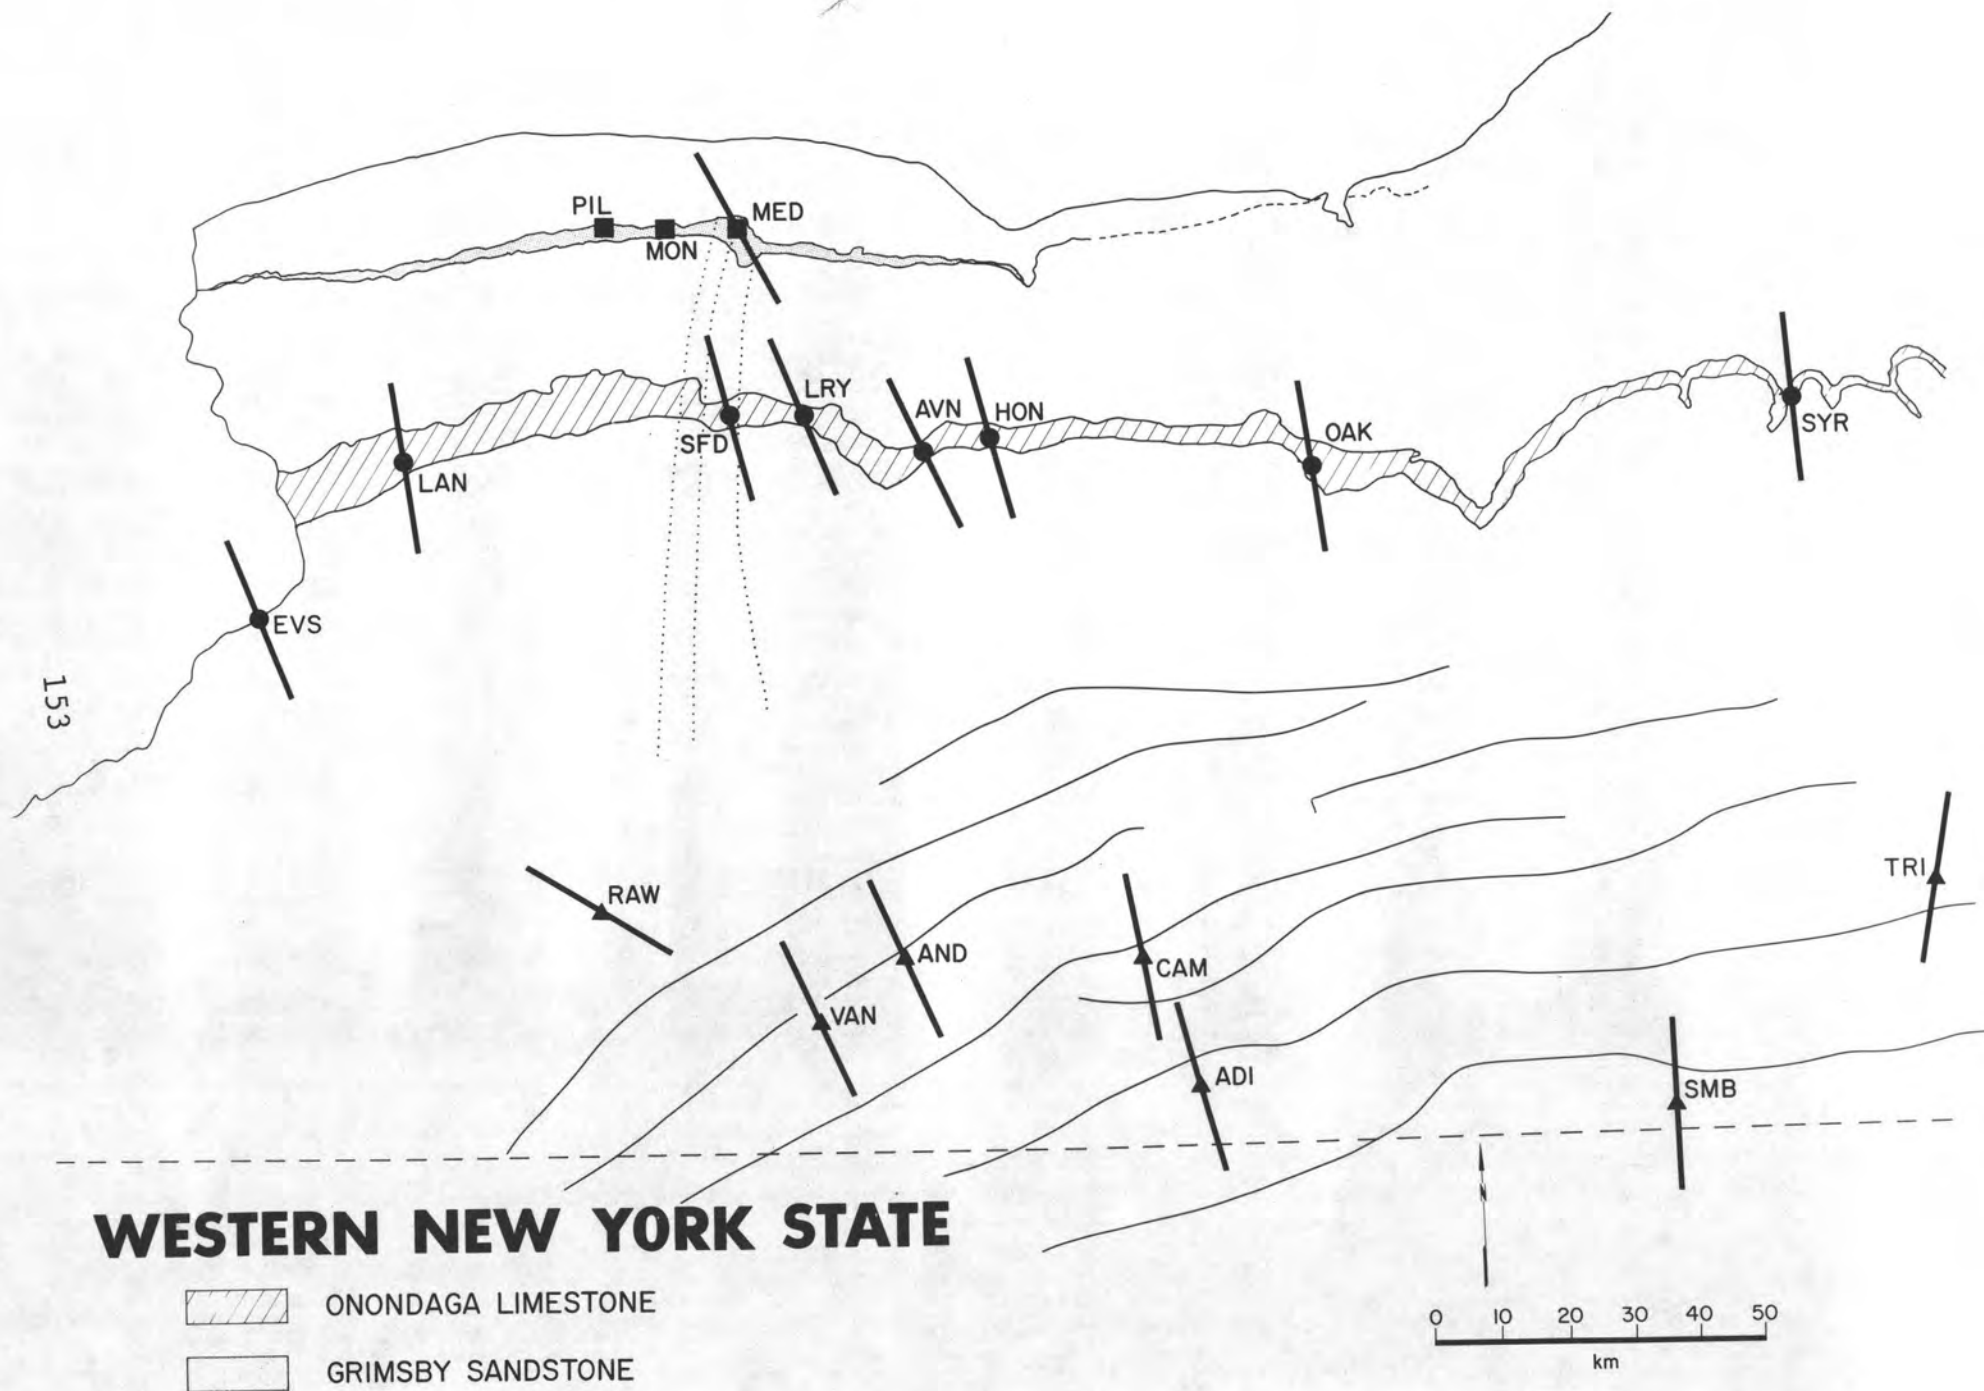 PIL
MED
MON
LRY
AVN
HON
SFD
OAK
SYR
LAN
EVS
153
TRI
RAW
AND
CAM
VAN
ADI
SMB
N
WESTERN NEW YORK STATE
ONONDAGA LIMESTONE
GRIMSBY SANDSTONE
0 10 20 30 40 50
km